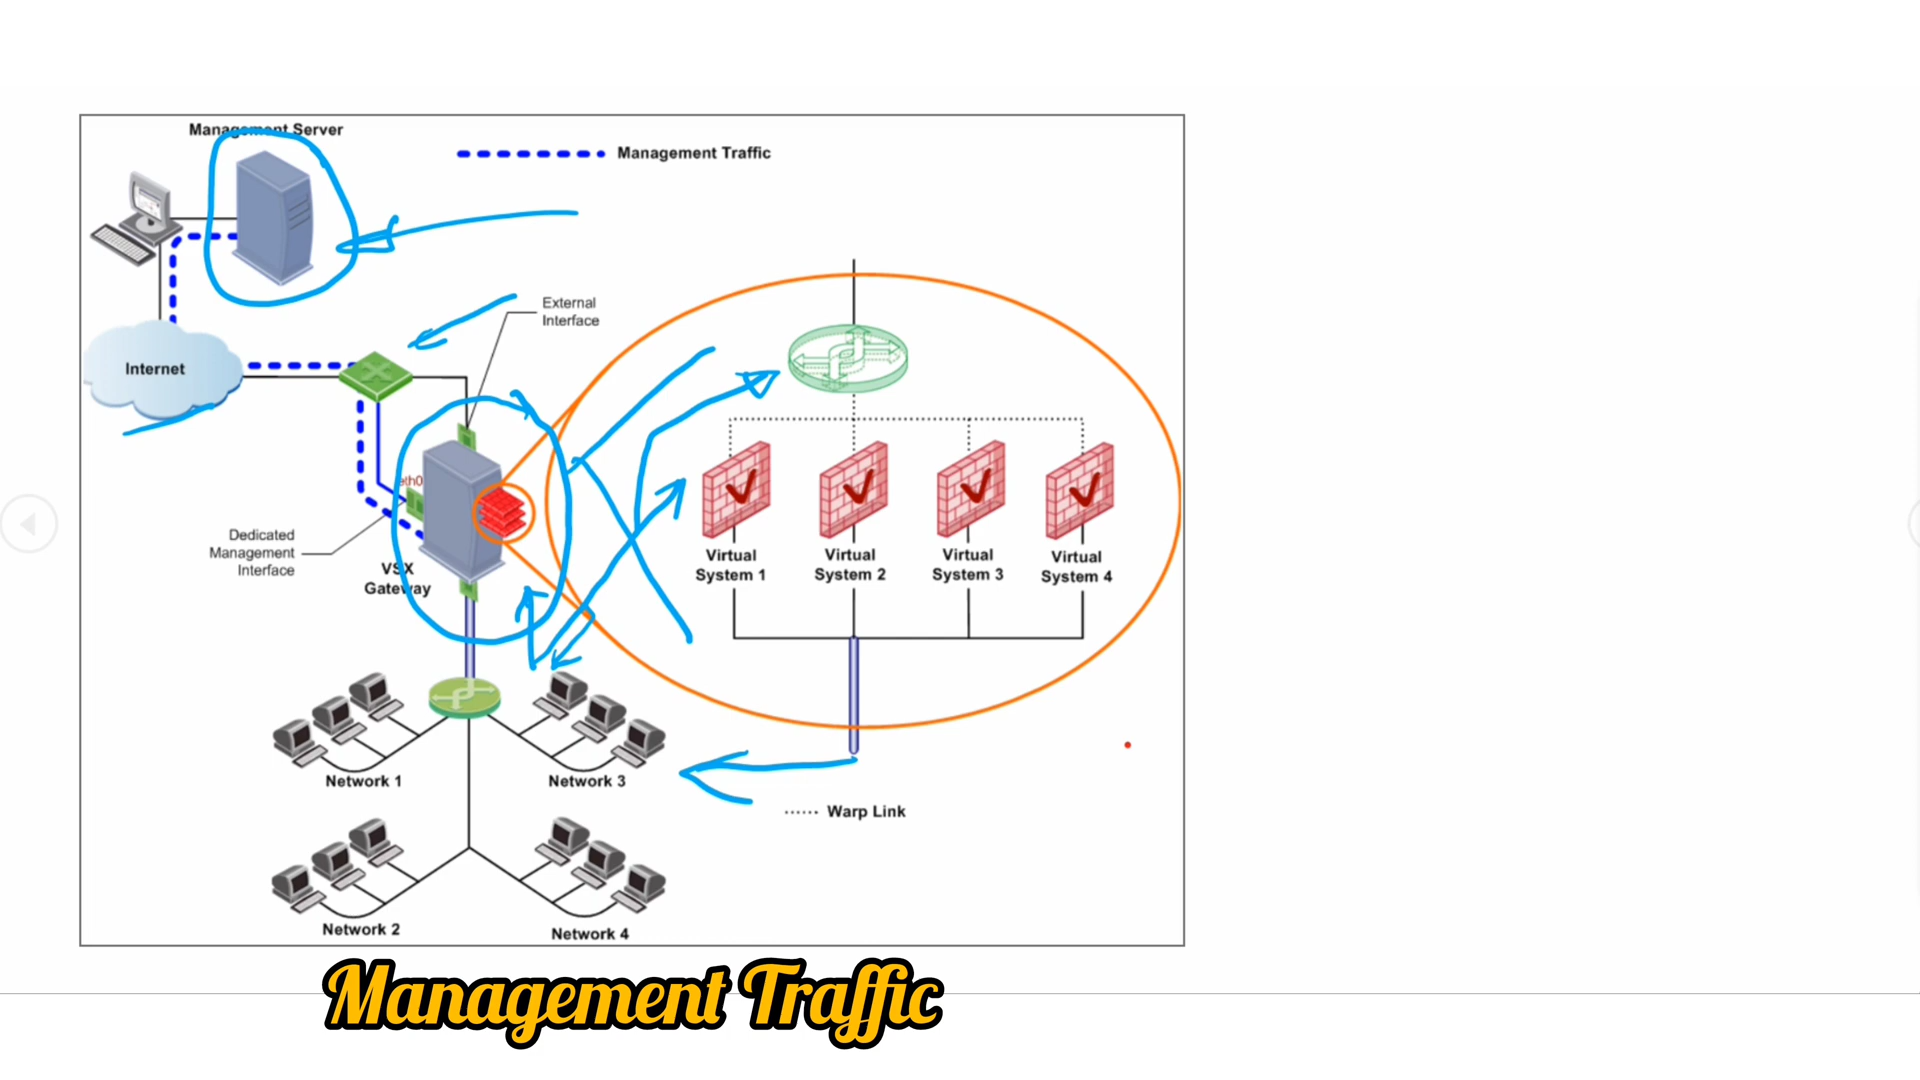 Management Server
Management Traffic
External
Interface
Internet
eth0
Dedicated
Management
Interface
VSX
Gateway
Virtual
System 1
Virtual
System 2
Virtual
System 3
Virtual
System 4
Network 1
Network 3
Warp Link
Network 2
Network 4
Management Traffic